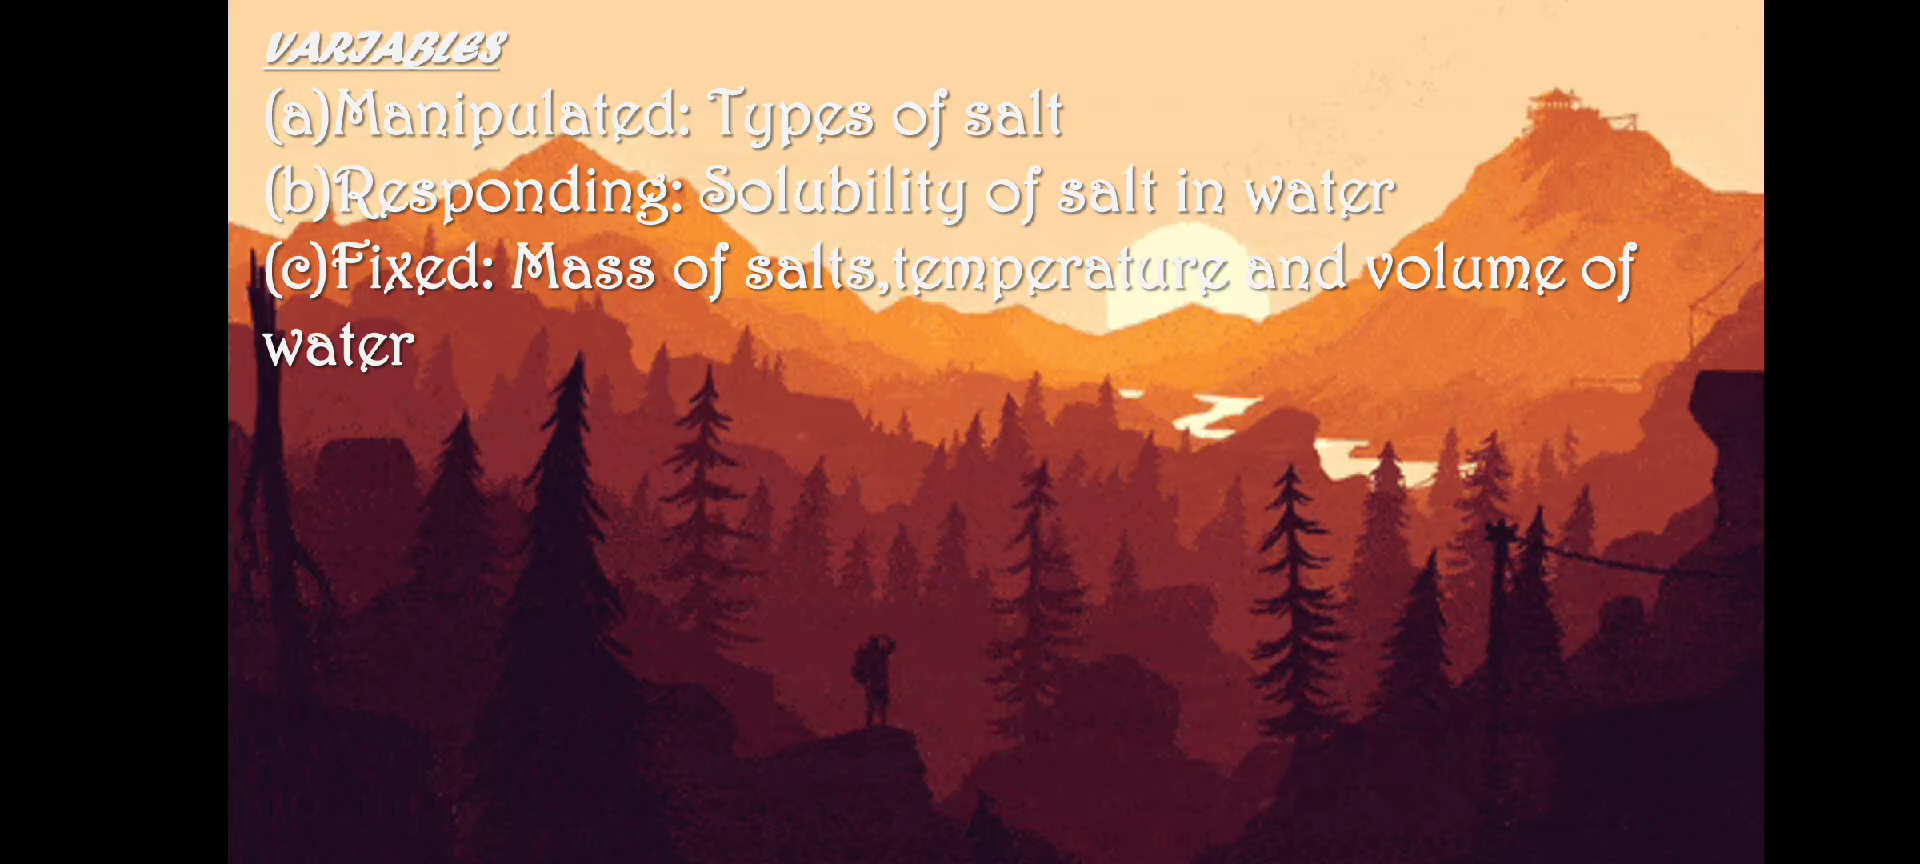 VARIABLES
(a)Manipulated: Types of salt
(b)Responding: Solubility of salt in water
(c)Fixed: Mass of salts,temperature and volume of
water